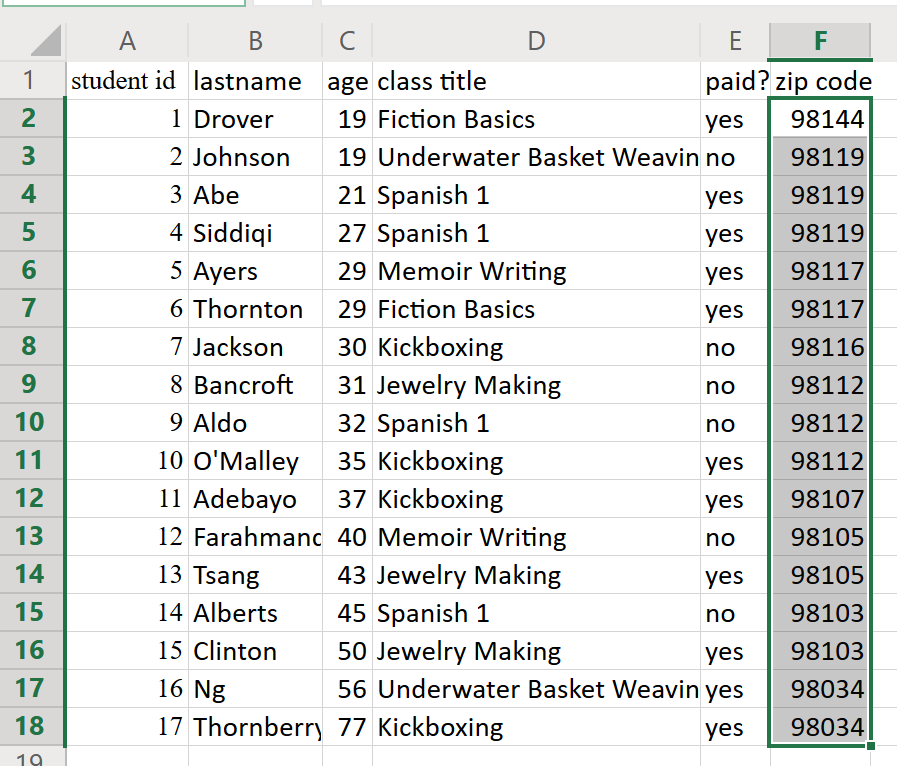 A B C D E F
1 student id lastname age class title paid? zip code
2 1 Drover 19 Fiction Basics yes 98144
3 2 Johnson 19 Underwater Basket Weavin no 98119
4 3 Abe 21 Spanish 1 yes 98119
5 4 Siddiqi 27 Spanish 1 yes 98119
6 5 Ayers 29 Memoir Writing yes 98117
7 6 Thornton 29 Fiction Basics yes 98117
8 7 Jackson 30 Kickboxing no 98116
9 8 Bancroft 31 Jewelry Making no 98112
10 9 Aldo 32 Spanish 1 no 98112
11 10 O'Malley 35 Kickboxing yes 98112
12 11 Adebayo 37 Kickboxing yes 98107
13 12 Farahmand 40 Memoir Writing no 98105
14 13 Tsang 43 Jewelry Making yes 98105
15 14 Alberts 45 Spanish 1 no 98103
16 15 Clinton 50 Jewelry Making yes 98103
17 16 Ng 56 Underwater Basket Weavin yes 98034
18 17 Thornberry 77 Kickboxing yes 98034
19